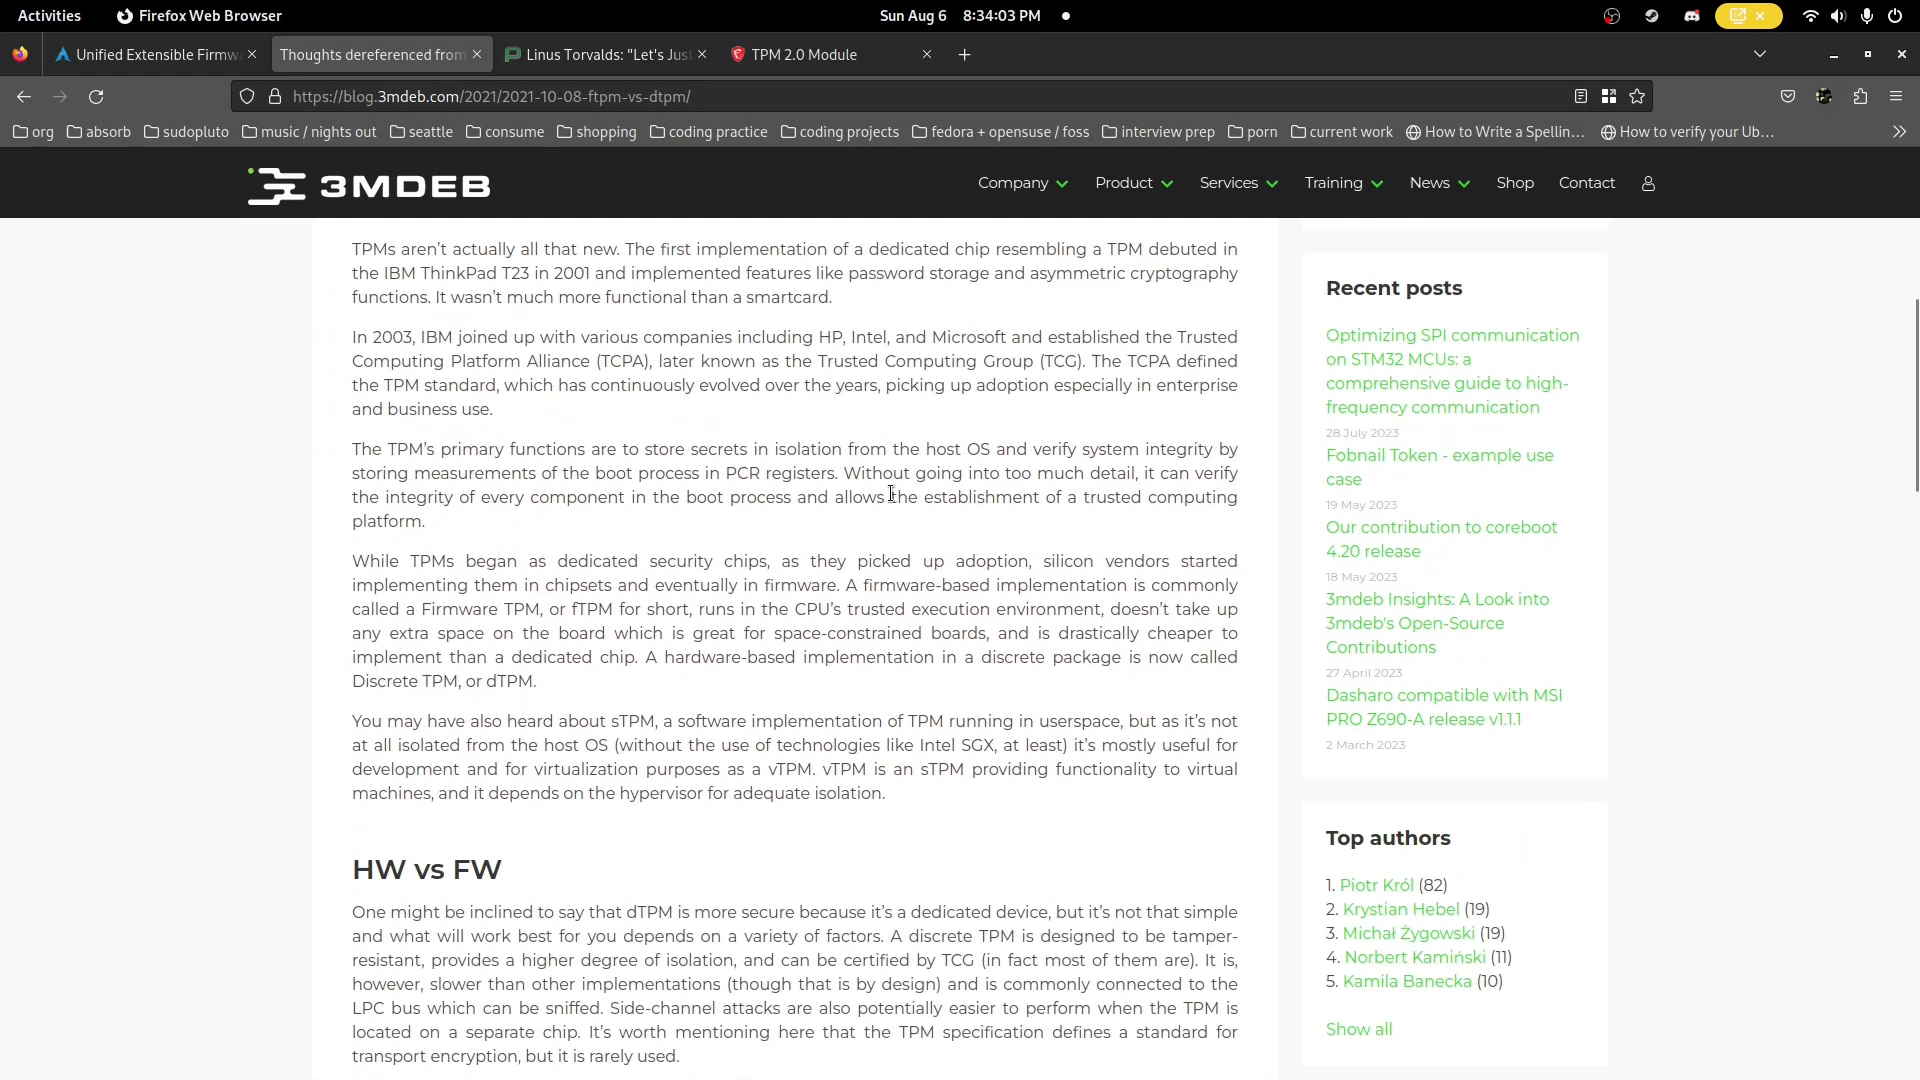 Activities
Firefox Web Browser
Sun Aug 6 8:34:03 PM
Unified Extensible Firmwa
Thoughts dereferenced from
Linus Torvalds: "Let's Jus
TPM 2.0 Module
https://blog.3mdeb.com/2021/2021-10-08-ftpm-vs-dtpm/
org
absorb
sudopluto
music / nights out
seattle
consume
shopping
coding practice
coding projects
fedora + opensuse / foss
interview prep
porn
current work
How to Write a Spellin...
How to verify your Ub...
3MDEB
Company
Product
Services
Training
News
Shop
Contact
TPMs aren't actually all that new. The first implementation of a dedicated chip resembling a TPM debuted in
the IBM ThinkPad T23 in 2001 and implemented features like password storage and asymmetric cryptography
functions. It wasn't much more functional than a smartcard.
In 2003, IBM joined up with various companies including HP, Intel, and Microsoft and established the Trusted
Computing Platform Alliance (TCPA), later known as the Trusted Computing Group (TCG). The TCPA defined
the TPM standard, which has continuously evolved over the years, picking up adoption especially in enterprise
and business use.
The TPM's primary functions are to store secrets in isolation from the host OS and verify system integrity by
storing measurements of the boot process in PCR registers. Without going into too much detail, it can verify
the integrity of every component in the boot process and allows the establishment of a trusted computing
platform.
While TPMs began as dedicated security chips, as they picked up adoption, silicon vendors started
implementing them in chipsets and eventually in firmware. A firmware-based implementation is commonly
called a Firmware TPM, or fTPM for short, runs in the CPU's trusted execution environment, doesn't take up
any extra space on the board which is great for space-constrained boards, and is drastically cheaper to
implement than a dedicated chip. A hardware-based implementation in a discrete package is now called
Discrete TPM, or dTPM.
You may have also heard about sTPM, a software implementation of TPM running in userspace, but as it's not
at all isolated from the host OS (without the use of technologies like Intel SGX, at least) it's mostly useful for
development and for virtualization purposes as a vTPM. vTPM is an sTPM providing functionality to virtual
machines, and it depends on the hypervisor for adequate isolation.
HW vs FW
One might be inclined to say that dTPM is more secure because it's a dedicated device, but it's not that simple
and what will work best for you depends on a variety of factors. A discrete TPM is designed to be tamper-
resistant, provides a higher degree of isolation, and can be certified by TCG (in fact most of them are). It is,
however, slower than other implementations (though that is by design) and is commonly connected to the
LPC bus which can be sniffed. Side-channel attacks are also potentially easier to perform when the TPM is
located on a separate chip. It's worth mentioning here that the TPM specification defines a standard for
transport encryption, but it is rarely used.
Recent posts
Optimizing SPI communication
on STM32 MCUs: a
comprehensive guide to high-
frequency communication
28 July 2023
Fobnail Token - example use
case
19 May 2023
Our contribution to coreboot
4.20 release
18 May 2023
3mdeb Insights: A Look into
3mdeb's Open-Source
Contributions
27 April 2023
Dasharo compatible with MSI
PRO Z690-A release v1.1.1
2 March 2023
Top authors
1. Piotr Król (82)
2. Krystian Hebel (19)
3. Michał Żygowski (19)
4. Norbert Kamiński (11)
5. Kamila Banecka (10)
Show all